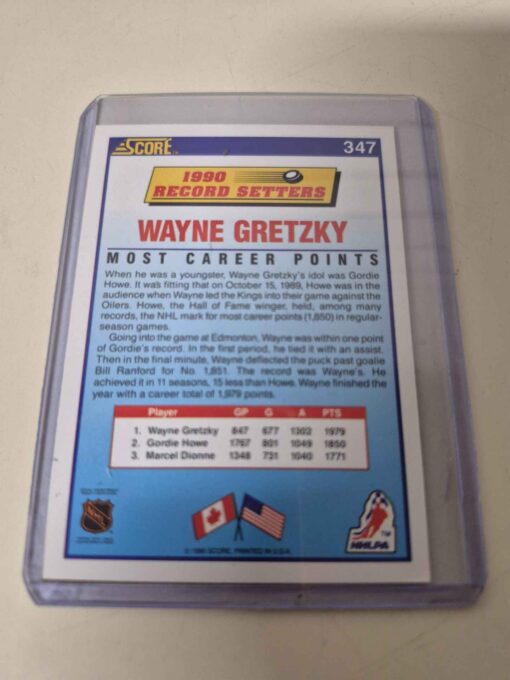 SCORE 347
1990
RECORD SETTERS
WAYNE GRETZKY
MOST CAREER POINTS
When he was a youngster, Wayne Gretzky's idol was Gordie
Howe. It was fitting that on October 15, 1989, Howe was in the
audience when Wayne led the Kings into their game against the
Oilers. Howe, the Hall of Fame winger, held, among many
records, the NHL mark for most career points (1,850) in regular-
season games.
Going into the game at Edmonton, Wayne was within one point
of Gordie's record. In the first period, he tied it with an assist.
Then in the final minute, Wayne deflected the puck past goalie
Bill Ranford for No. 1,851. The record was Wayne's. He
achieved it in 11 seasons, 15 less than Howe. Wayne finished the
year with a career total of 1,979 points.
Player GP G A PTS
1. Wayne Gretzky 847 677 1302 1979
2. Gordie Howe 1767 801 1049 1850
3. Marcel Dionne 1348 731 1040 1771
NHL
NHLPA
TM
© 1990 SCORE, PRINTED IN U.S.A.